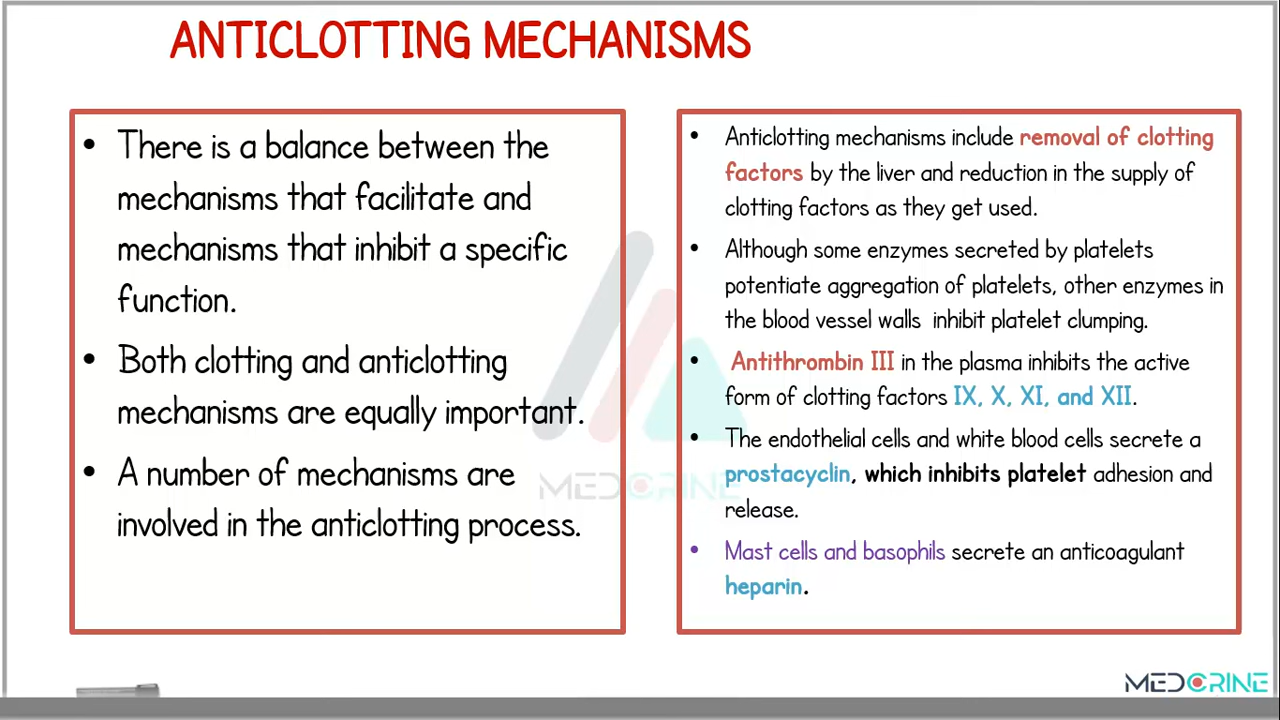 ANTICLOTTING MECHANISMS
• There is a balance between the
mechanisms that facilitate and
mechanisms that inhibit a specific
function.
• Both clotting and anticlotting
mechanisms are equally important.
• A number of mechanisms are
involved in the anticlotting process.
• Anticlotting mechanisms include removal of clotting
factors by the liver and reduction in the supply of
clotting factors as they get used.
• Although some enzymes secreted by platelets
potentiate aggregation of platelets, other enzymes in
the blood vessel walls inhibit platelet clumping.
• Antithrombin III in the plasma inhibits the active
form of clotting factors IX, X, XI, and XII.
• The endothelial cells and white blood cells secrete a
prostacyclin, which inhibits platelet adhesion and
release.
• Mast cells and basophils secrete an anticoagulant
heparin.
MEDCRINE
MEDCRINE